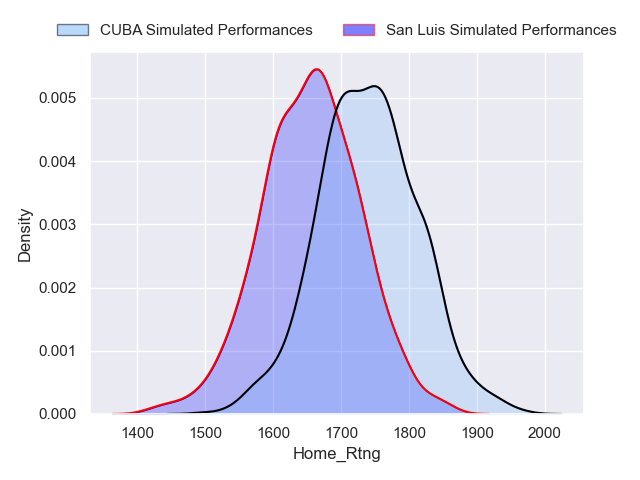 CUBA Simulated Performances
San Luis Simulated Performances
Density
0.005
0.004
0.003
0.002
0.001
0.000
1400 1500 1600 1700 1800 1900 2000
Home_Rtng